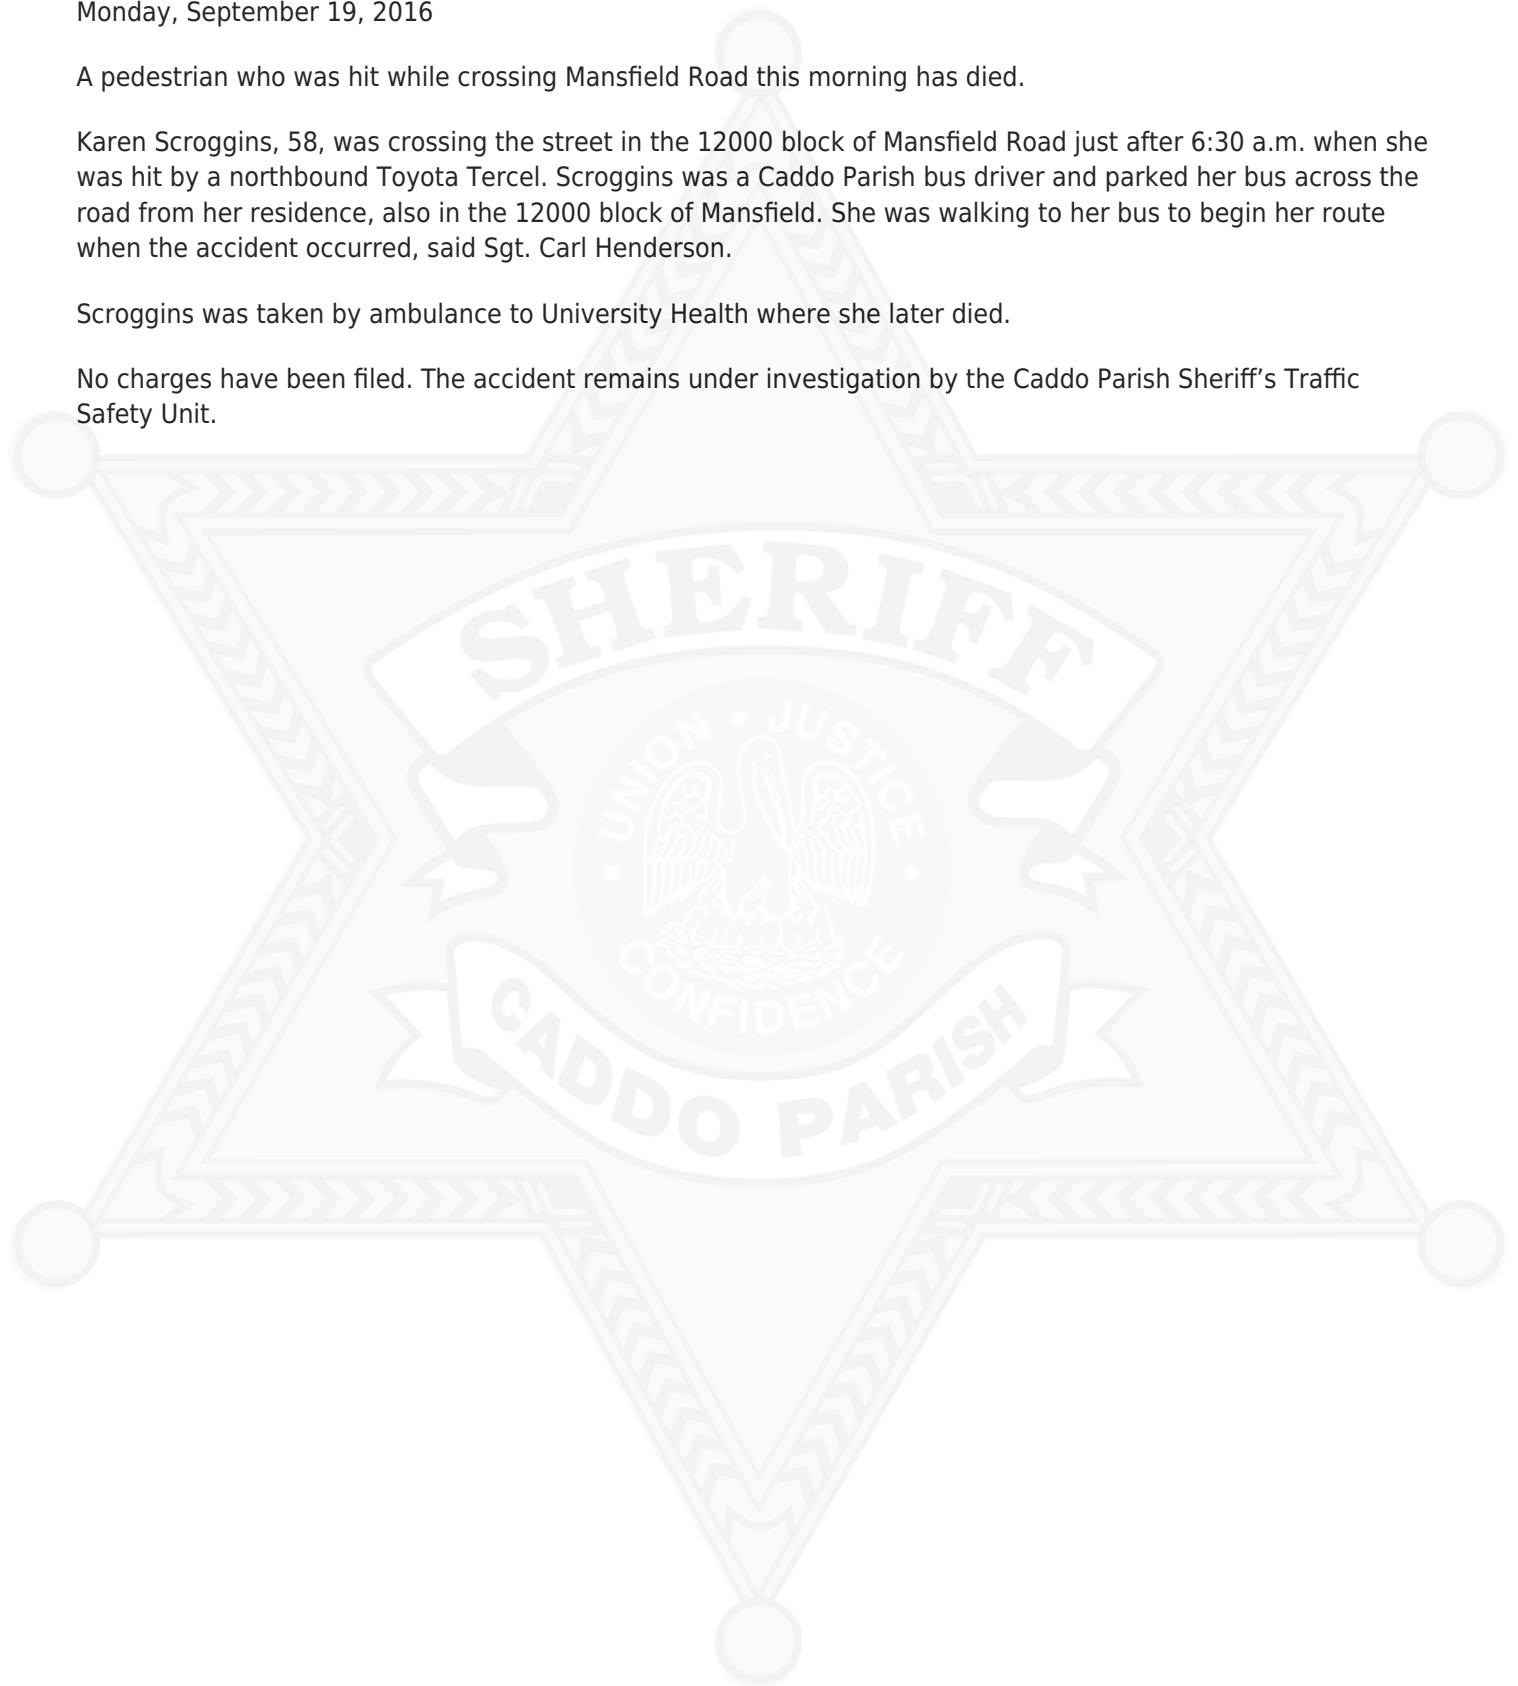 Monday, September 19, 2016
A pedestrian who was hit while crossing Mansfield Road this morning has died.
Karen Scroggins, 58, was crossing the street in the 12000 block of Mansfield Road just after 6:30 a.m. when she
was hit by a northbound Toyota Tercel. Scroggins was a Caddo Parish bus driver and parked her bus across the
road from her residence, also in the 12000 block of Mansfield. She was walking to her bus to begin her route
when the accident occurred, said Sgt. Carl Henderson.
Scroggins was taken by ambulance to University Health where she later died.
No charges have been filed. The accident remains under investigation by the Caddo Parish Sheriff’s Traffic
Safety Unit.
SHERIFF
UNION • JUSTICE
• CONFIDENCE •
CADDO PARISH